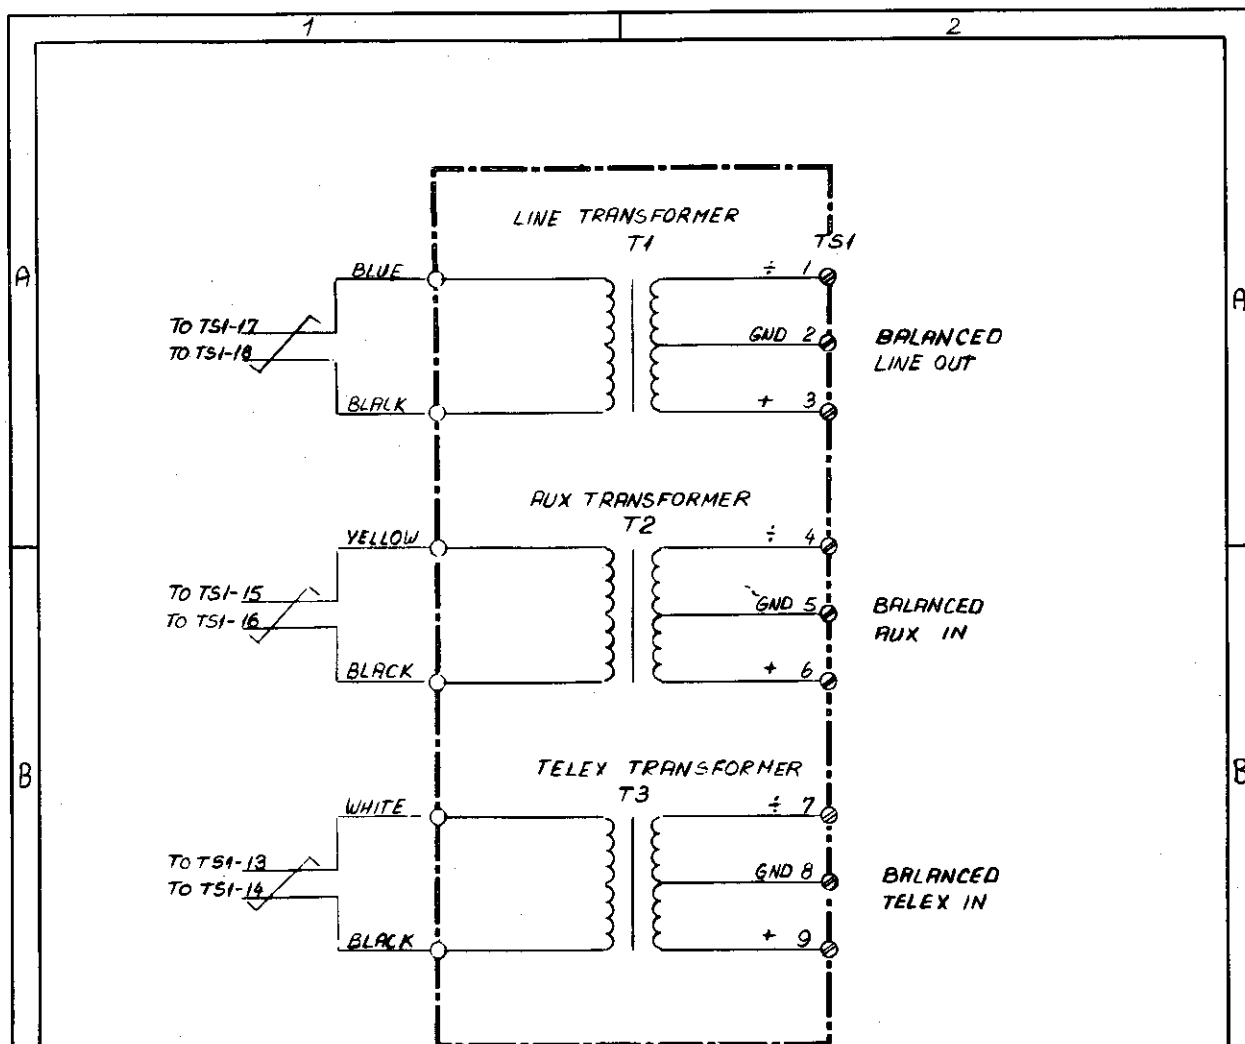 1 2
LINE TRANSFORMER
T1
TS1
A
A
BLUE
÷ 1
TO TS1-17
TO TS1-18
GND 2
BALANCED
LINE OUT
BLACK
+ 3
AUX TRANSFORMER
T2
YELLOW
÷ 4
TO TS1-15
TO TS1-16
GND 5
BALANCED
AUX IN
BLACK
+ 6
TELEX TRANSFORMER
T3
B
B
WHITE
÷ 7
TO TS1-13
TO TS1-14
GND 8
BALANCED
TELEX IN
BLACK
+ 9